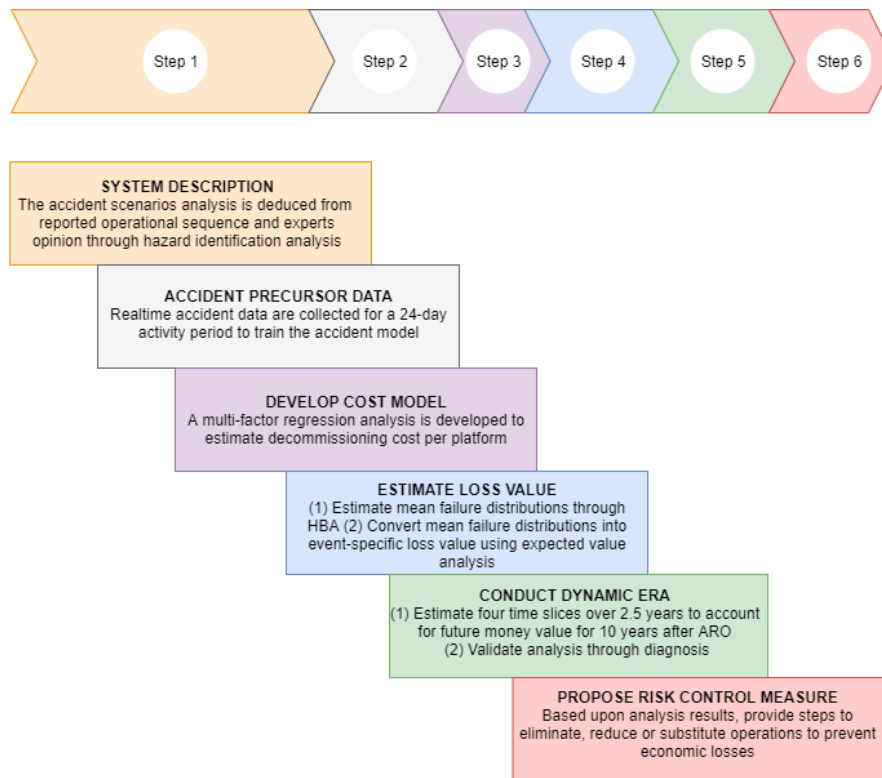 Step 1
Step 2
Step 3
Step 4
Step 5
Step 6
SYSTEM DESCRIPTION
The accident scenarios analysis is deduced from
reported operational sequence and experts
opinion through hazard identification analysis
ACCIDENT PRECURSOR DATA
Realtime accident data are collected for a 24-day
activity period to train the accident model
DEVELOP COST MODEL
A multi-factor regression analysis is developed to
estimate decommissioning cost per platform
ESTIMATE LOSS VALUE
(1) Estimate mean failure distributions through
HBA (2) Convert mean failure distributions into
event-specific loss value using expected value
analysis
CONDUCT DYNAMIC ERA
(1) Estimate four time slices over 2.5 years to account
for future money value for 10 years after ARO
(2) Validate analysis through diagnosis
PROPOSE RISK CONTROL MEASURE
Based upon analysis results, provide steps to
eliminate, reduce or substitute operations to prevent
economic losses